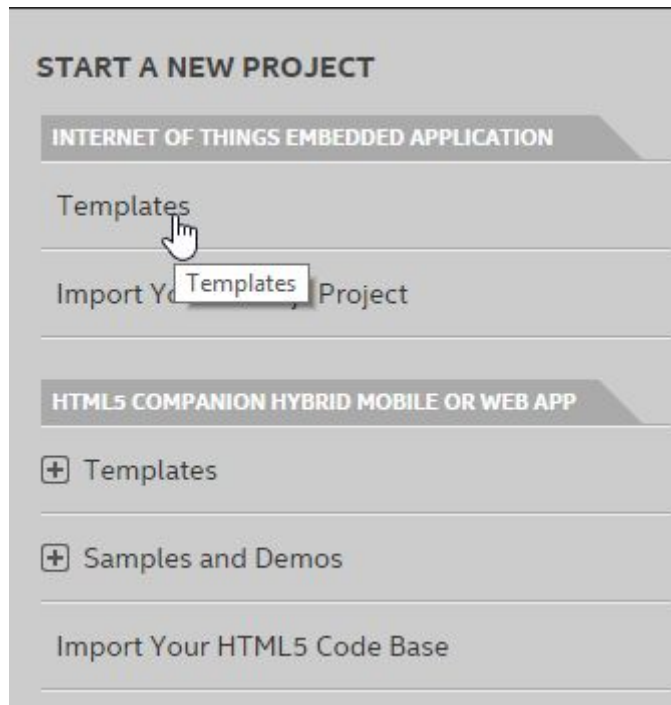 START A NEW PROJECT
INTERNET OF THINGS EMBEDDED APPLICATION
Templates
Templates
Import Project
HTML5 COMPANION HYBRID MOBILE OR WEB APP
Templates
Samples and Demos
Import Your HTML5 Code Base